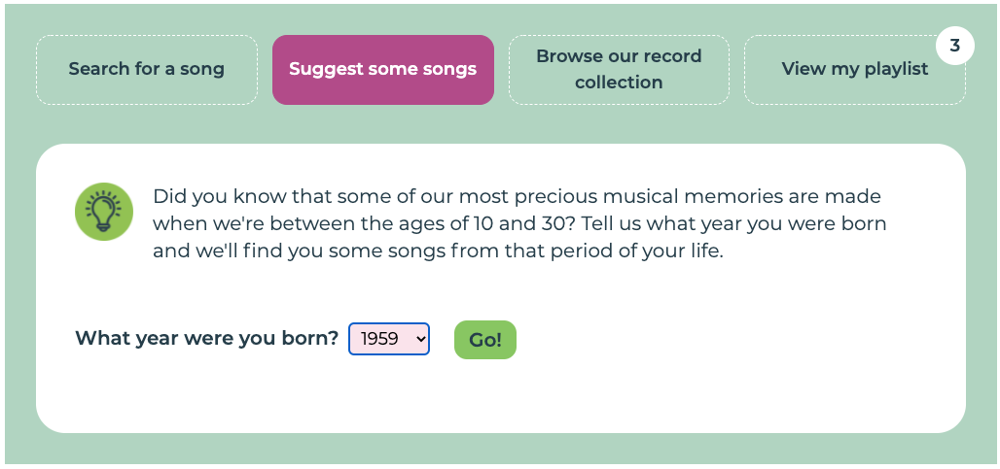 Search for a song
Suggest some songs
Browse our record
collection
View my playlist
3
Did you know that some of our most precious musical memories are made
when we're between the ages of 10 and 30? Tell us what year you were born
and we'll find you some songs from that period of your life.
What year were you born? 1959 Go!